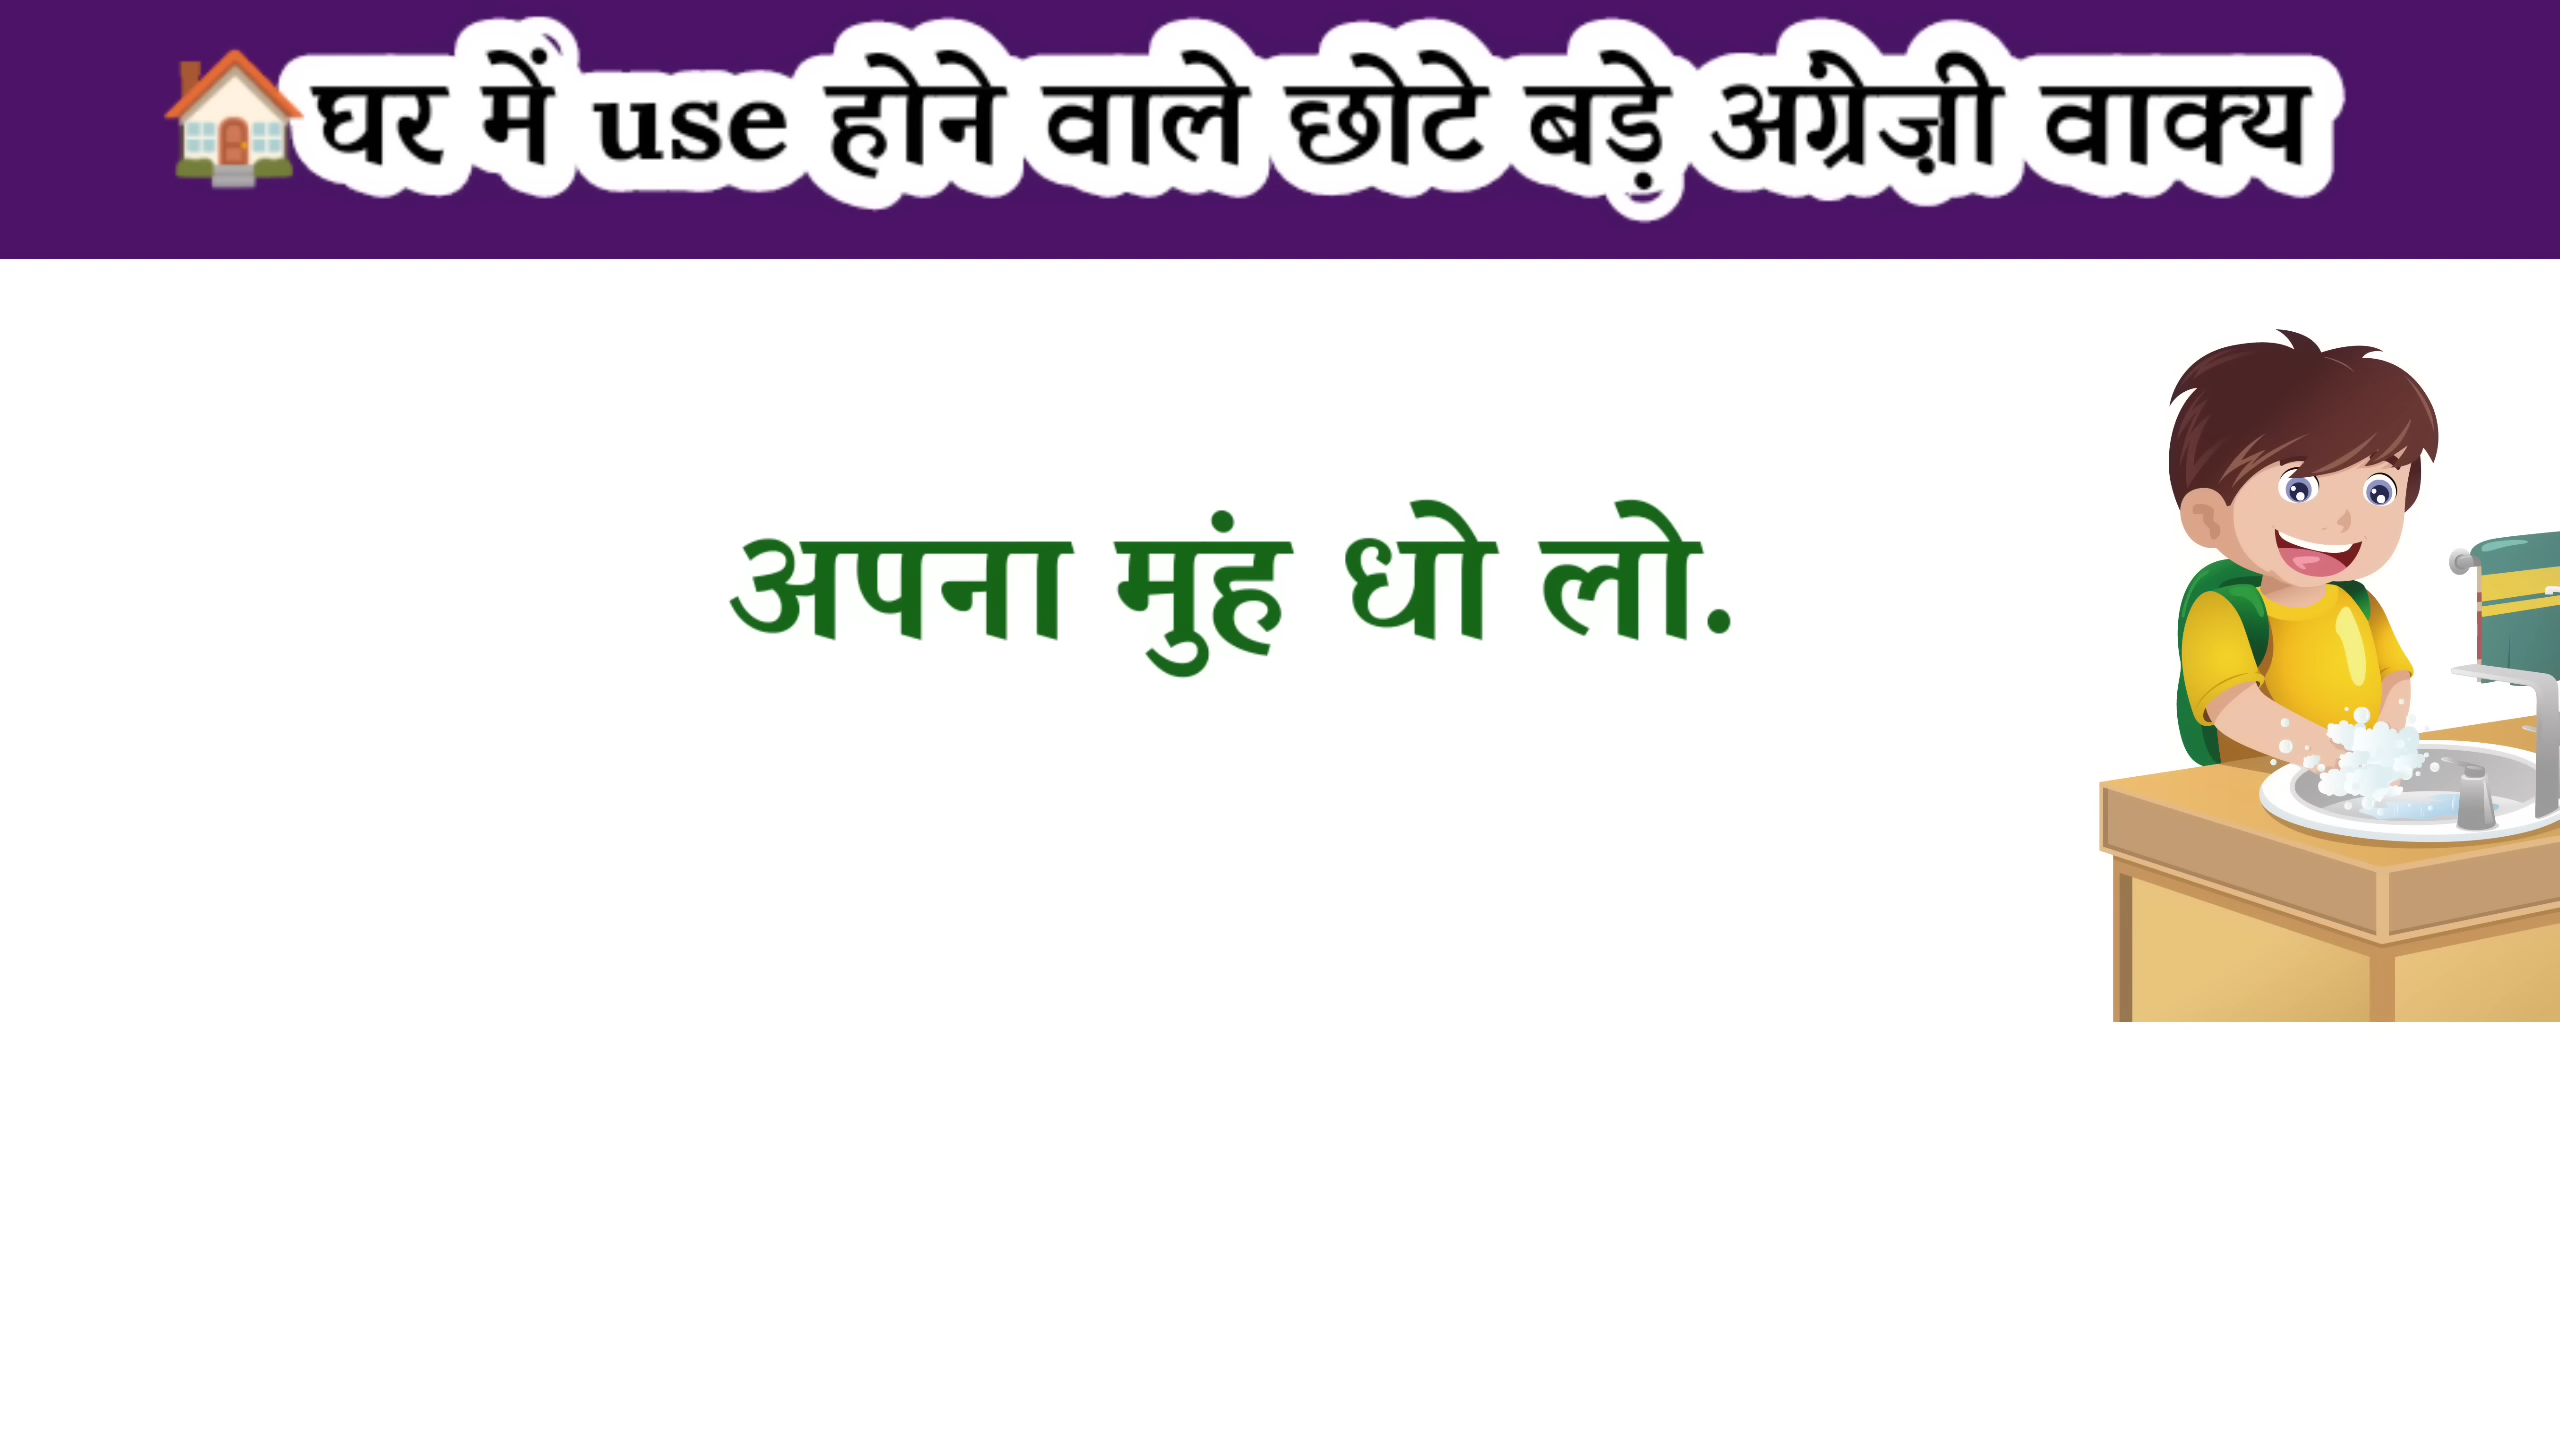 🏠घर में use होने वाले छोटे बड़े अंग्रेज़ी वाक्य
अपना मुंह धो लो.